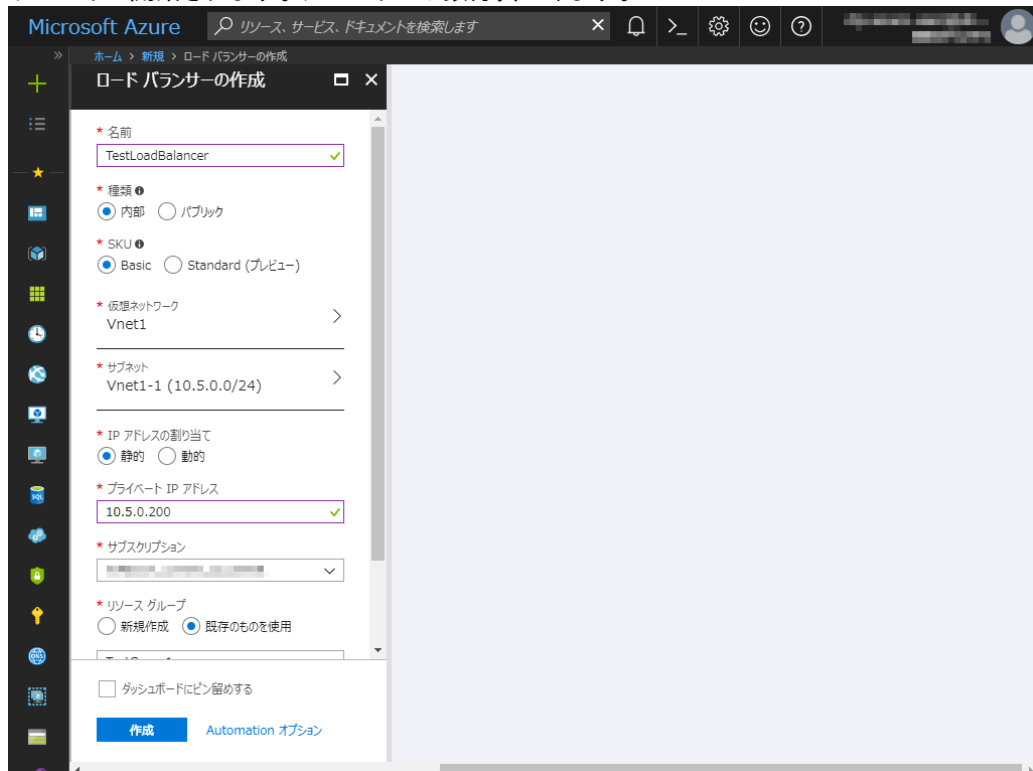 Microsoft Azure
リソース、サービス、ドキュメントを検索します
ホーム > 新規 > ロード バランサーの作成
ロード バランサーの作成
* 名前
TestLoadBalancer
* 種類
内部 パブリック
* SKU
Basic Standard (プレビュー)
* 仮想ネットワーク
Vnet1
* サブネット
Vnet1-1 (10.5.0.0/24)
* IP アドレスの割り当て
静的 動的
* プライベート IP アドレス
10.5.0.200
* サブスクリプション
* リソース グループ
新規作成 既存のものを使用
ダッシュボードにピン留めする
作成 Automation オプション
SQL
DNS